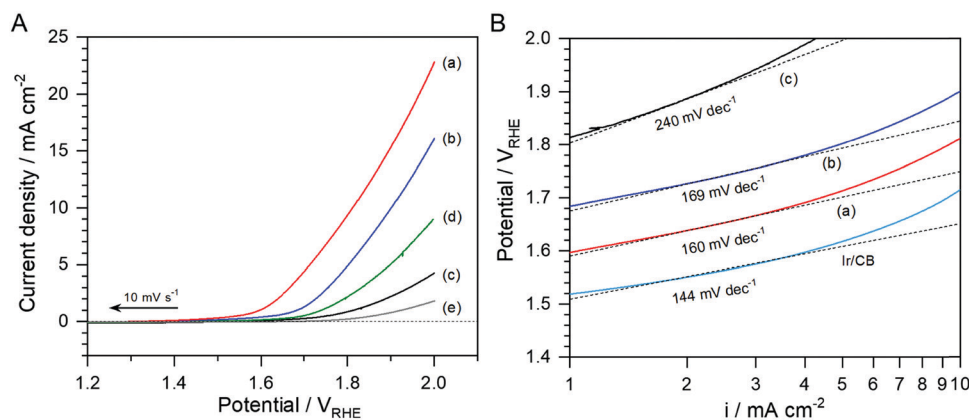 A
Current density / mA cm⁻²
25
20
15
10
5
0
(a)
(b)
(d)
(c)
(e)
10 mV s⁻¹
1.2
1.4
1.6
1.8
2.0
Potential / V_RHE
B
Potential / V_RHE
2.0
1.9
1.8
1.7
1.6
1.5
1.4
(c)
240 mV dec⁻¹
(b)
169 mV dec⁻¹
(a)
160 mV dec⁻¹
Ir/CB
144 mV dec⁻¹
1
2
3
4
5
6
7
8
9
10
i / mA cm⁻²